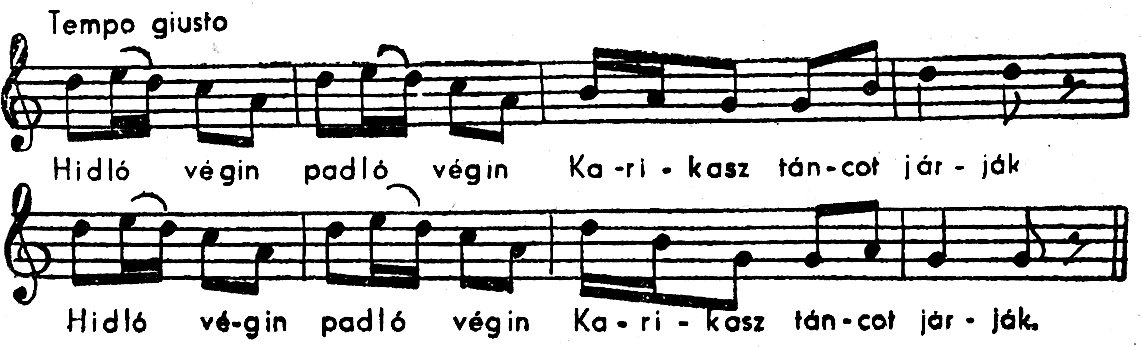 Tempo giusto
Hidló végin padló végin Ka-ri-kasz tán-cot jár-ják
Hidló vé-gin padló végin Ka-ri-kasz tán-cot jár-ják.